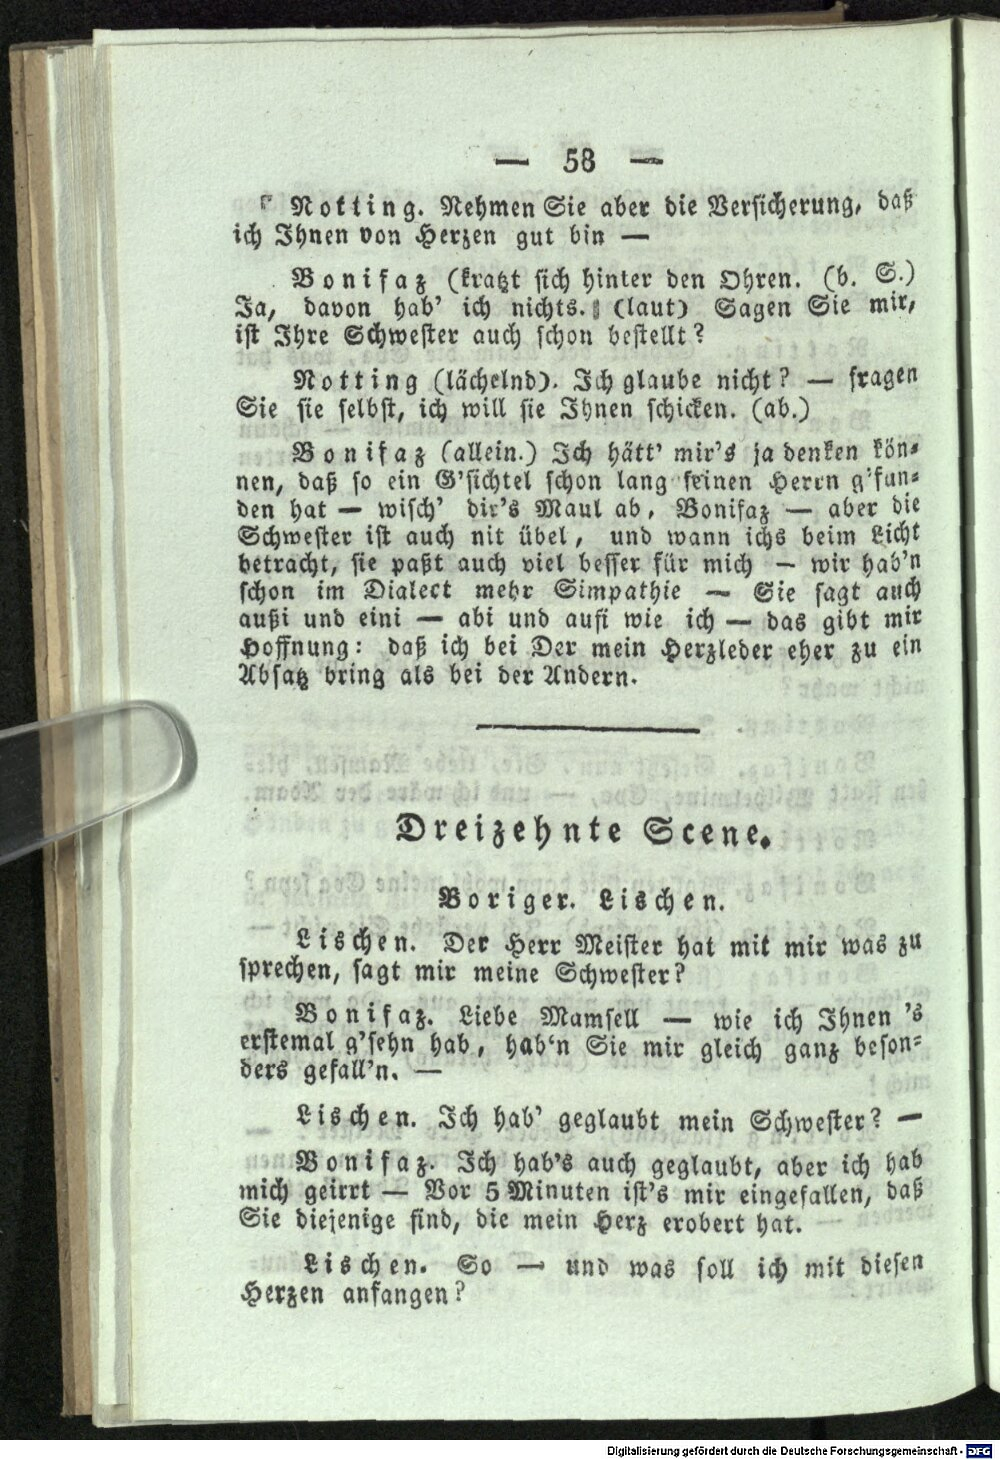 — 58 —
Notting. Nehmen Sie aber die Versicherung, daß
ich Ihnen von Herzen gut bin —
Bonifaz (kratzt sich hinter den Ohren. (b. S.)
Ja, davon hab' ich nichts. (laut) Sagen Sie mir,
ist Ihre Schwester auch schon bestellt?
Notting (lächelnd). Ich glaube nicht? — fragen
Sie sie selbst, ich will sie Ihnen schicken. (ab.)
Bonifaz (allein.) Ich hätt' mir's ja denken kön-
nen, daß so ein G'sichtel schon lang seinen Herrn g'fun-
den hat — wisch' dir's Maul ab, Bonifaz — aber die
Schwester ist auch nit übel, und wann ichs beim Licht
betracht, sie paßt auch viel besser für mich — wir hab'n
schon im Dialect mehr Simpathie — Sie sagt auch
außi und eini — abi und aufi wie ich — das gibt mir
Hoffnung: daß ich bei Der mein Herzleder eher zu ein
Absatz bring als bei der Andern.
Dreizehnte Scene.
Voriger. Lischen.
Lischen. Der Herr Meister hat mit mir was zu
sprechen, sagt mir meine Schwester?
Bonifaz. Liebe Mamsell — wie ich Ihnen 's
erstemal g'sehn hab, hab'n Sie mir gleich ganz beson-
ders gefall'n. —
Lischen. Ich hab' geglaubt mein Schwester? —
Bonifaz. Ich hab's auch geglaubt, aber ich hab
mich geirrt — Vor 5 Minuten ist's mir eingefallen, daß
Sie diejenige sind, die mein Herz erobert hat.
Lischen. So — und was soll ich mit diesen
Herzen anfangen?
Digitalisierung gefördert durch die Deutsche Forschungsgemeinschaft - DFG